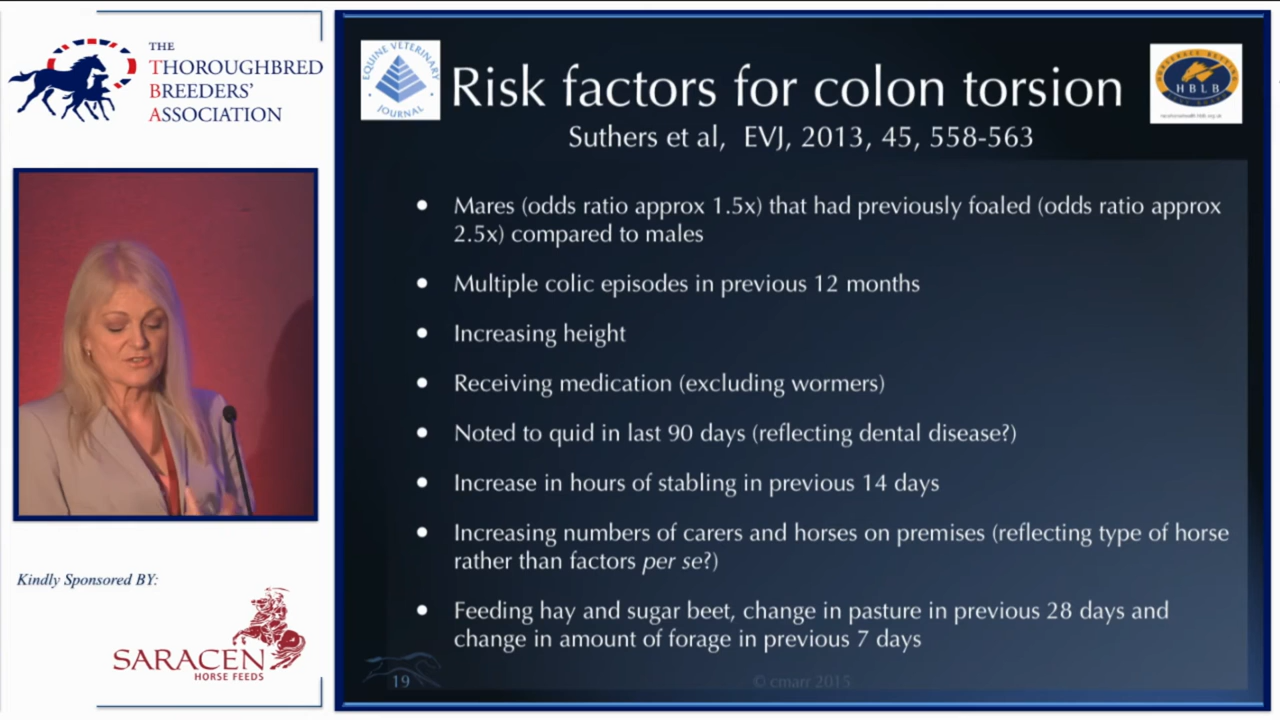 THE
THOROUGHBRED
BREEDERS'
ASSOCIATION
Kindly Sponsored BY:
SARACEN
HORSE FEEDS
EQUINE VETERINARY
JOURNAL
Risk factors for colon torsion
HBLB
Suthers et al, EVJ, 2013, 45, 558-563
• Mares (odds ratio approx 1.5x) that had previously foaled (odds ratio approx
2.5x) compared to males
• Multiple colic episodes in previous 12 months
• Increasing height
• Receiving medication (excluding wormers)
• Noted to quid in last 90 days (reflecting dental disease?)
• Increase in hours of stabling in previous 14 days
• Increasing numbers of carers and horses on premises (reflecting type of horse
rather than factors per se?)
• Feeding hay and sugar beet, change in pasture in previous 28 days and
change in amount of forage in previous 7 days
19
© cmarr 2015